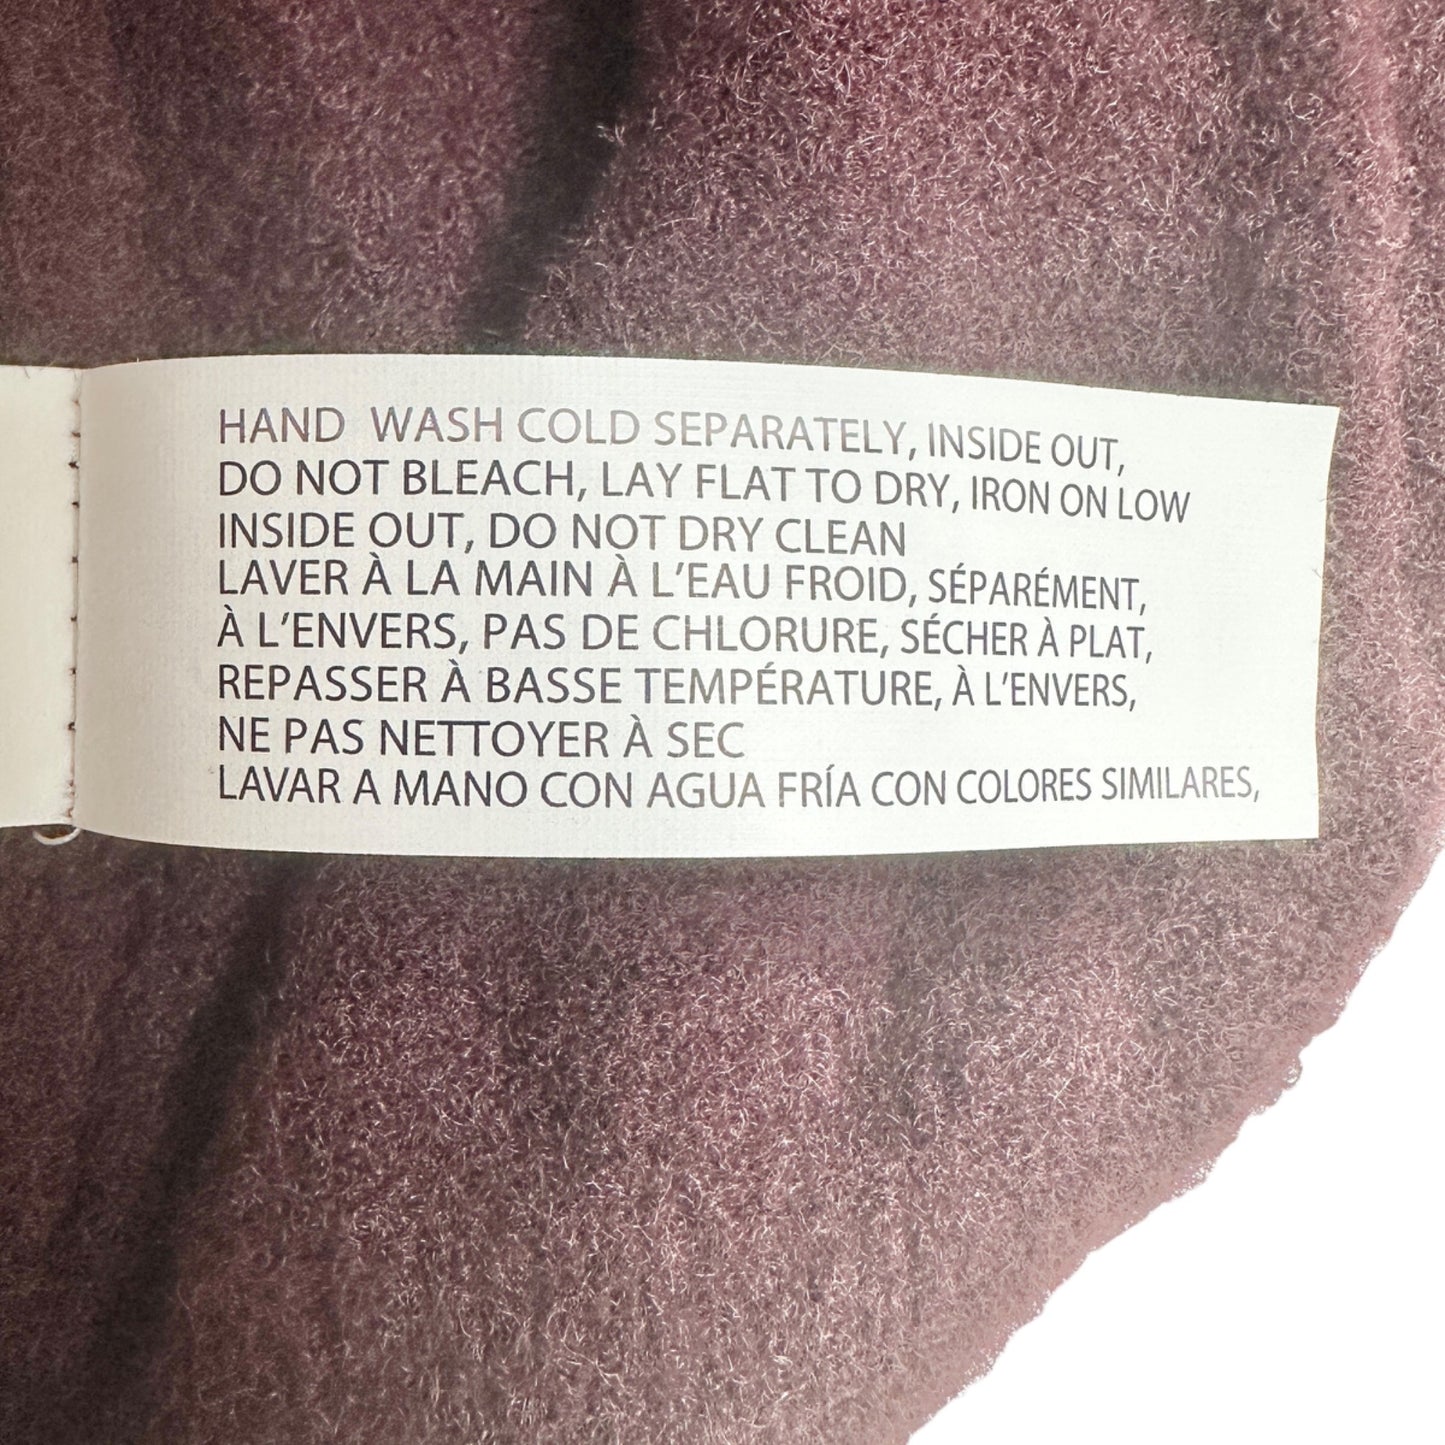 HAND WASH COLD SEPARATELY, INSIDE OUT,
DO NOT BLEACH, LAY FLAT TO DRY, IRON ON LOW
INSIDE OUT, DO NOT DRY CLEAN
LAVER À LA MAIN À L'EAU FROID, SÉPARÉMENT,
À L'ENVERS, PAS DE CHLORURE, SÉCHER À PLAT,
REPASSER À BASSE TEMPÉRATURE, À L'ENVERS,
NE PAS NETTOYER À SEC
LAVAR A MANO CON AGUA FRÍA CON COLORES SIMILARES,